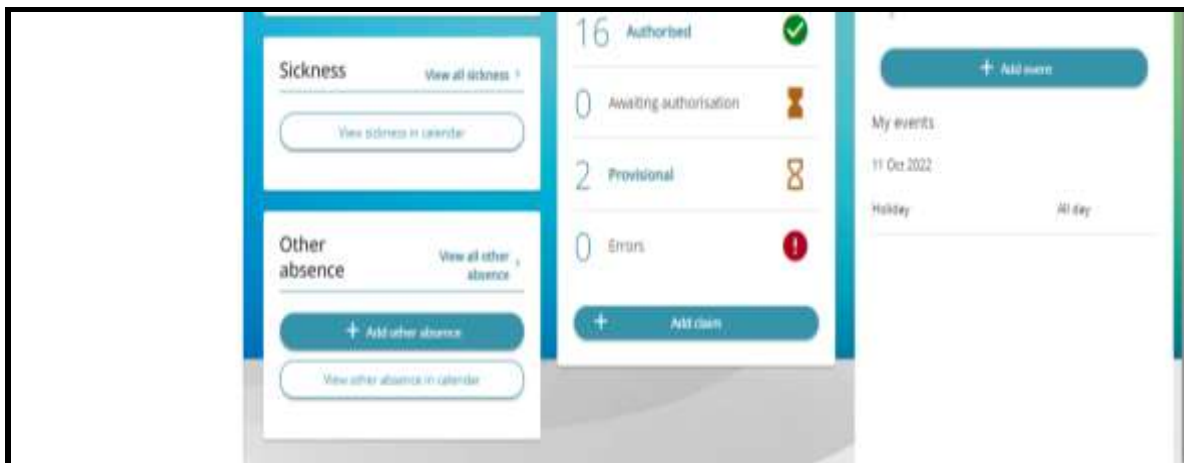 Sickness
View all sickness
View sickness in calendar
Other
absence
View all other
absence
+ Add other absence
View other absence in calendar
16 Authorised
0 Awaiting authorisation
2 Provisional
0 Errors
+ Add claim
+ Add event
My events
11 Oct 2022
Holiday All day